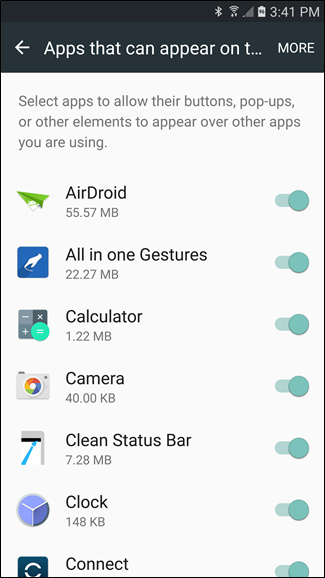 3:41 PM
Apps that can appear on t... MORE
Select apps to allow their buttons, pop-ups,
or other elements to appear over other apps
you are using.
AirDroid
55.57 MB
All in one Gestures
22.27 MB
Calculator
1.22 MB
Camera
40.00 KB
Clean Status Bar
7.28 MB
Clock
148 KB
Connect